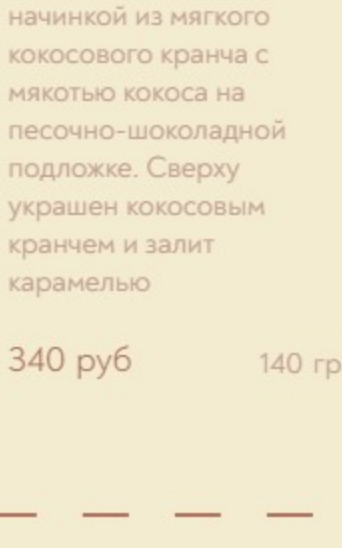 начинкой из мягкого
кокосового кранча с
мякотью кокоса на
песочно-шоколадной
подложке. Сверху
украшен кокосовым
кранчем и залит
карамелью
340 руб 140 гр